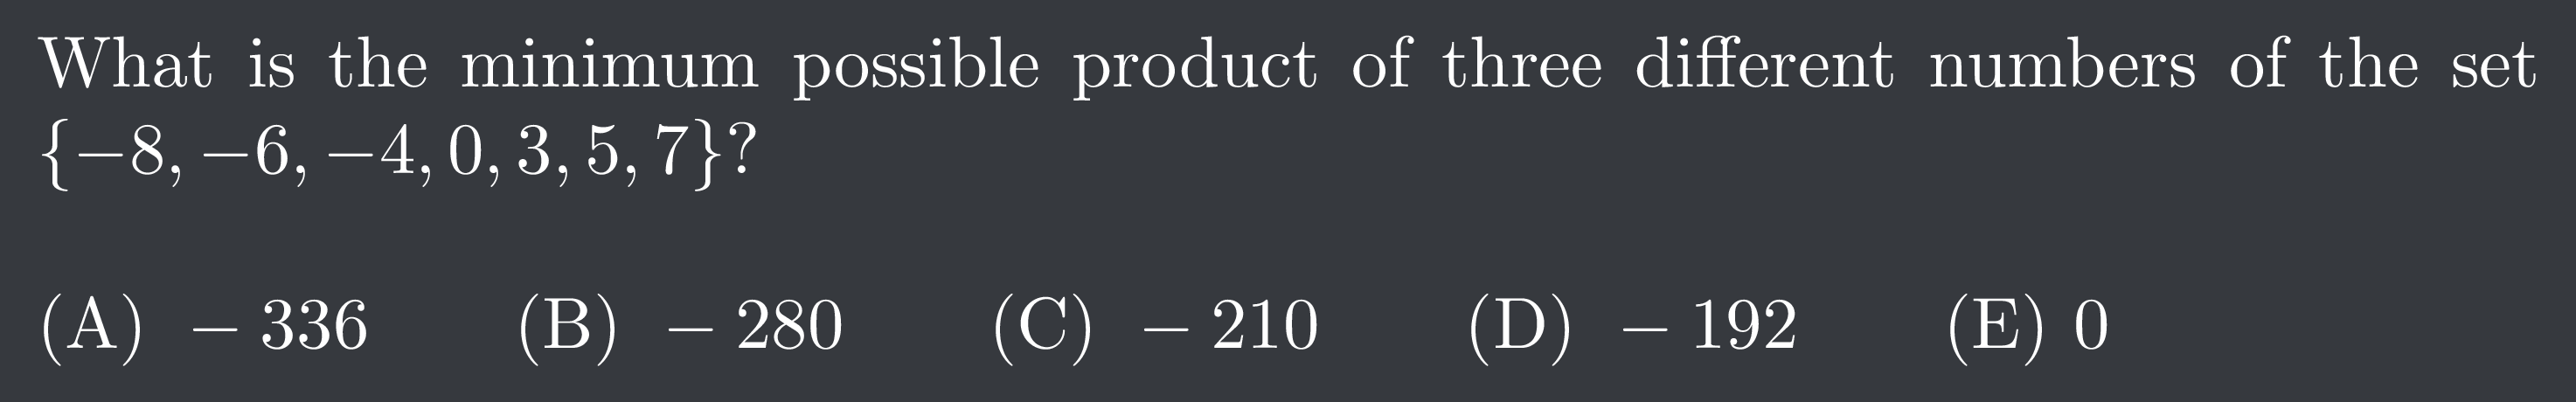 What is the minimum possible product of three different numbers of the set
{−8, −6, −4, 0, 3, 5, 7}?
(A) − 336 (B) − 280 (C) − 210 (D) − 192 (E) 0